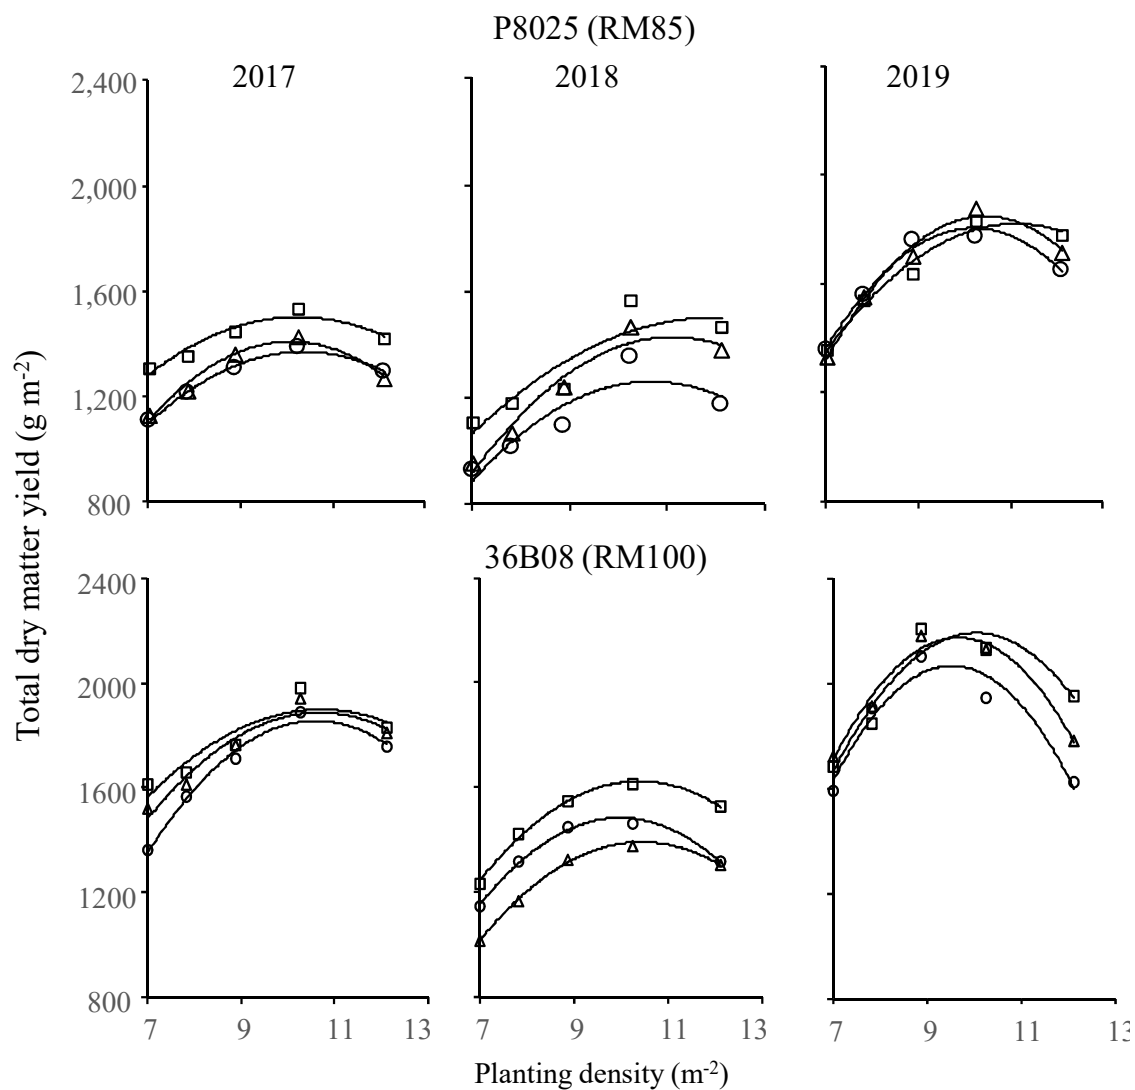 P8025 (RM85)
2017 2018 2019
2,400
2,000
1,600
1,200
800
Total dry matter yield (g m-2)
36B08 (RM100)
2400
2000
1600
1200
800
7 9 11 13 7 9 11 13 7 9 11 13
Planting density (m-2)